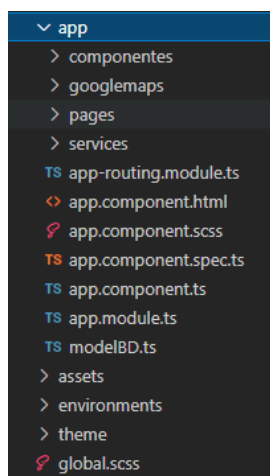 app
componentes
googlemaps
pages
services
TS app-routing.module.ts
<> app.component.html
app.component.scss
TS app.component.spec.ts
TS app.component.ts
TS app.module.ts
TS modelBD.ts
assets
environments
theme
global.scss